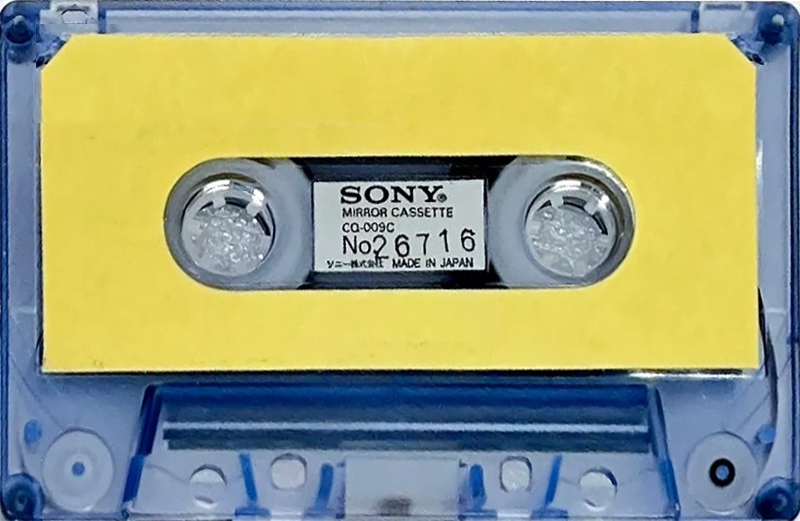 SONY®
MIRROR CASSETTE
CQ-009C
No26716
ソニー株式会社 MADE IN JAPAN